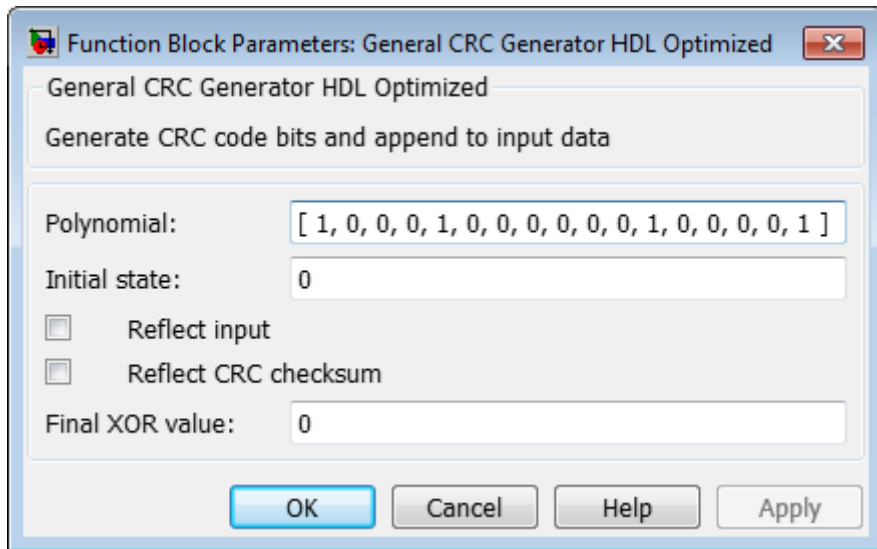 Function Block Parameters: General CRC Generator HDL Optimized
General CRC Generator HDL Optimized
Generate CRC code bits and append to input data
Polynomial: [ 1, 0, 0, 0, 1, 0, 0, 0, 0, 0, 1, 0, 0, 0, 0, 1 ]
Initial state: 0
Reflect input
Reflect CRC checksum
Final XOR value: 0
OK Cancel Help Apply